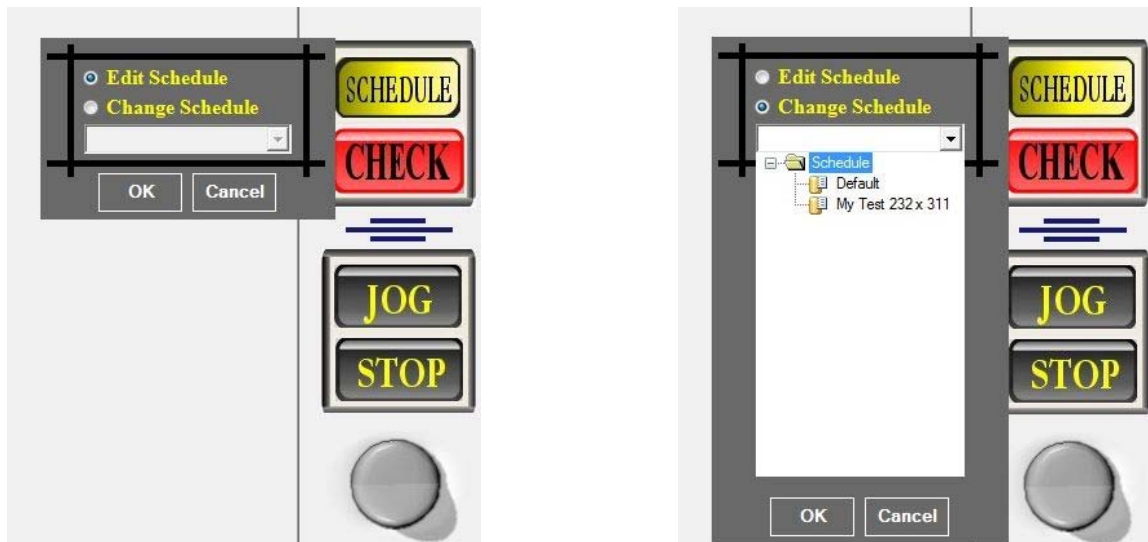 Edit Schedule
Change Schedule
OK Cancel
SCHEDULE
CHECK
JOG
STOP
Edit Schedule
Change Schedule
Schedule
Default
My Test 232 x 311
OK Cancel
SCHEDULE
CHECK
JOG
STOP